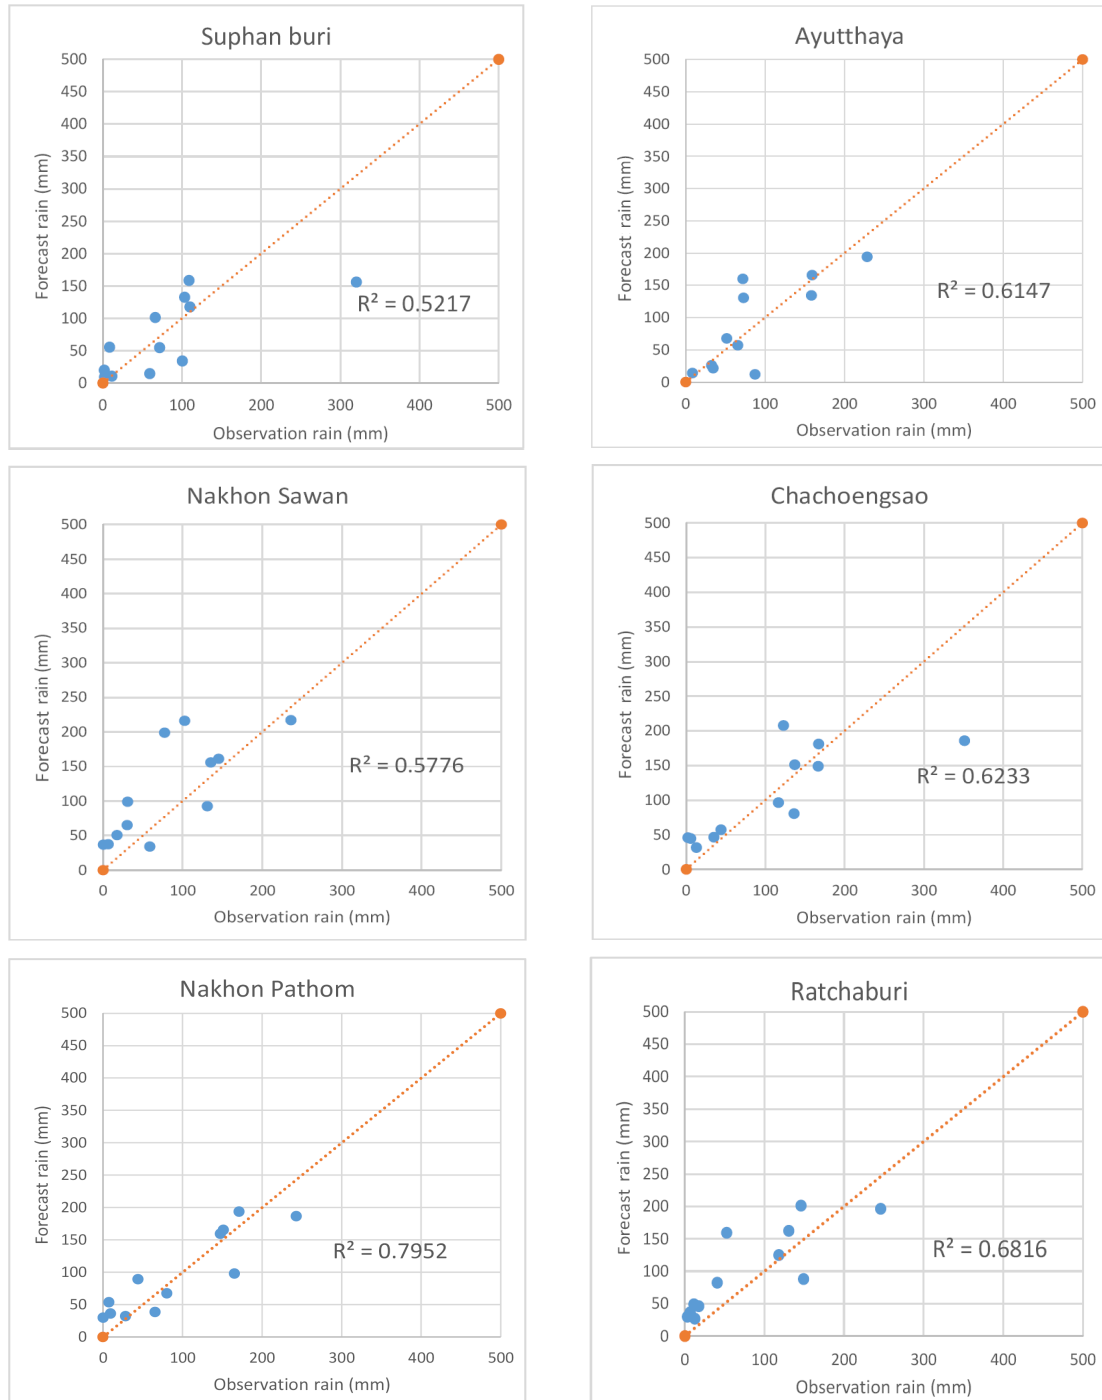 Suphan buri
500
450
400
350
300
250
200
150
100
50
0
Forecast rain (mm)
R² = 0.5217
0 100 200 300 400 500
Observation rain (mm)
Ayutthaya
500
450
400
350
300
250
200
150
100
50
0
Forecast rain (mm)
R² = 0.6147
0 100 200 300 400 500
Observation rain (mm)
Nakhon Sawan
500
450
400
350
300
250
200
150
100
50
0
Forecast rain (mm)
R² = 0.5776
0 100 200 300 400 500
Observation rain (mm)
Chachoengsao
500
450
400
350
300
250
200
150
100
50
0
Forecast rain (mm)
R² = 0.6233
0 100 200 300 400 500
Observation rain (mm)
Nakhon Pathom
500
450
400
350
300
250
200
150
100
50
0
Forecast rain (mm)
R² = 0.7952
0 100 200 300 400 500
Observation rain (mm)
Ratchaburi
500
450
400
350
300
250
200
150
100
50
0
Forecast rain (mm)
R² = 0.6816
0 100 200 300 400 500
Observation rain (mm)